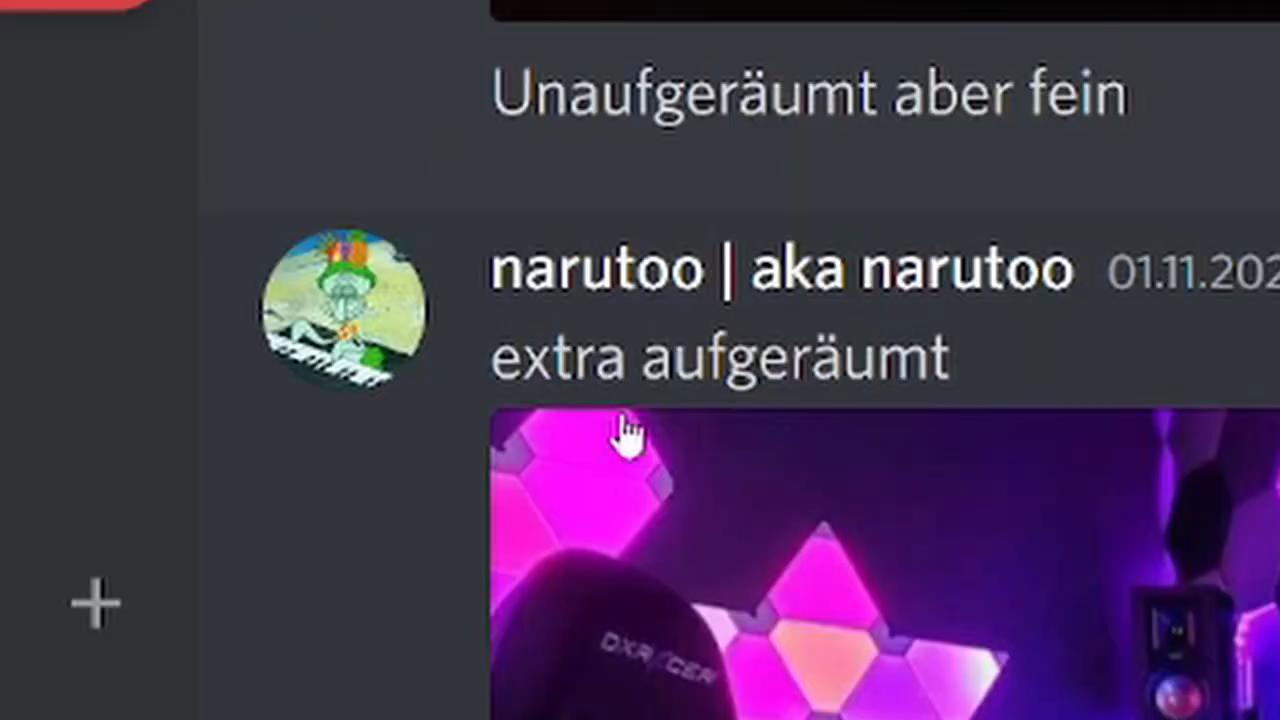 Unaufgeräumt aber fein
narutoo | aka narutoo 01.11.202
extra aufgeräumt
DXRACER